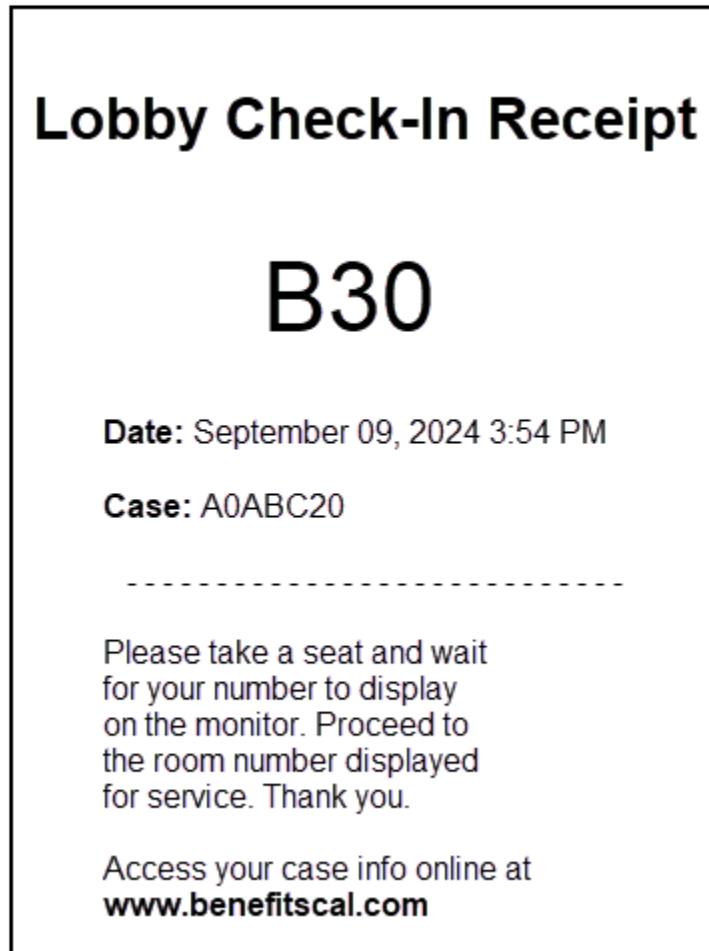 Lobby Check-In Receipt
B30
Date: September 09, 2024 3:54 PM
Case: A0ABC20
- - - - - - - - - - - - - - - - - - - - - - - - - - - -
Please take a seat and wait
for your number to display
on the monitor. Proceed to
the room number displayed
for service. Thank you.
Access your case info online at
www.benefitscal.com